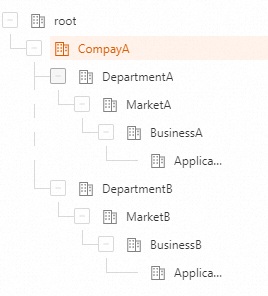 root
CompayA
DepartmentA
MarketA
BusinessA
Applica...
DepartmentB
MarketB
BusinessB
Applica...